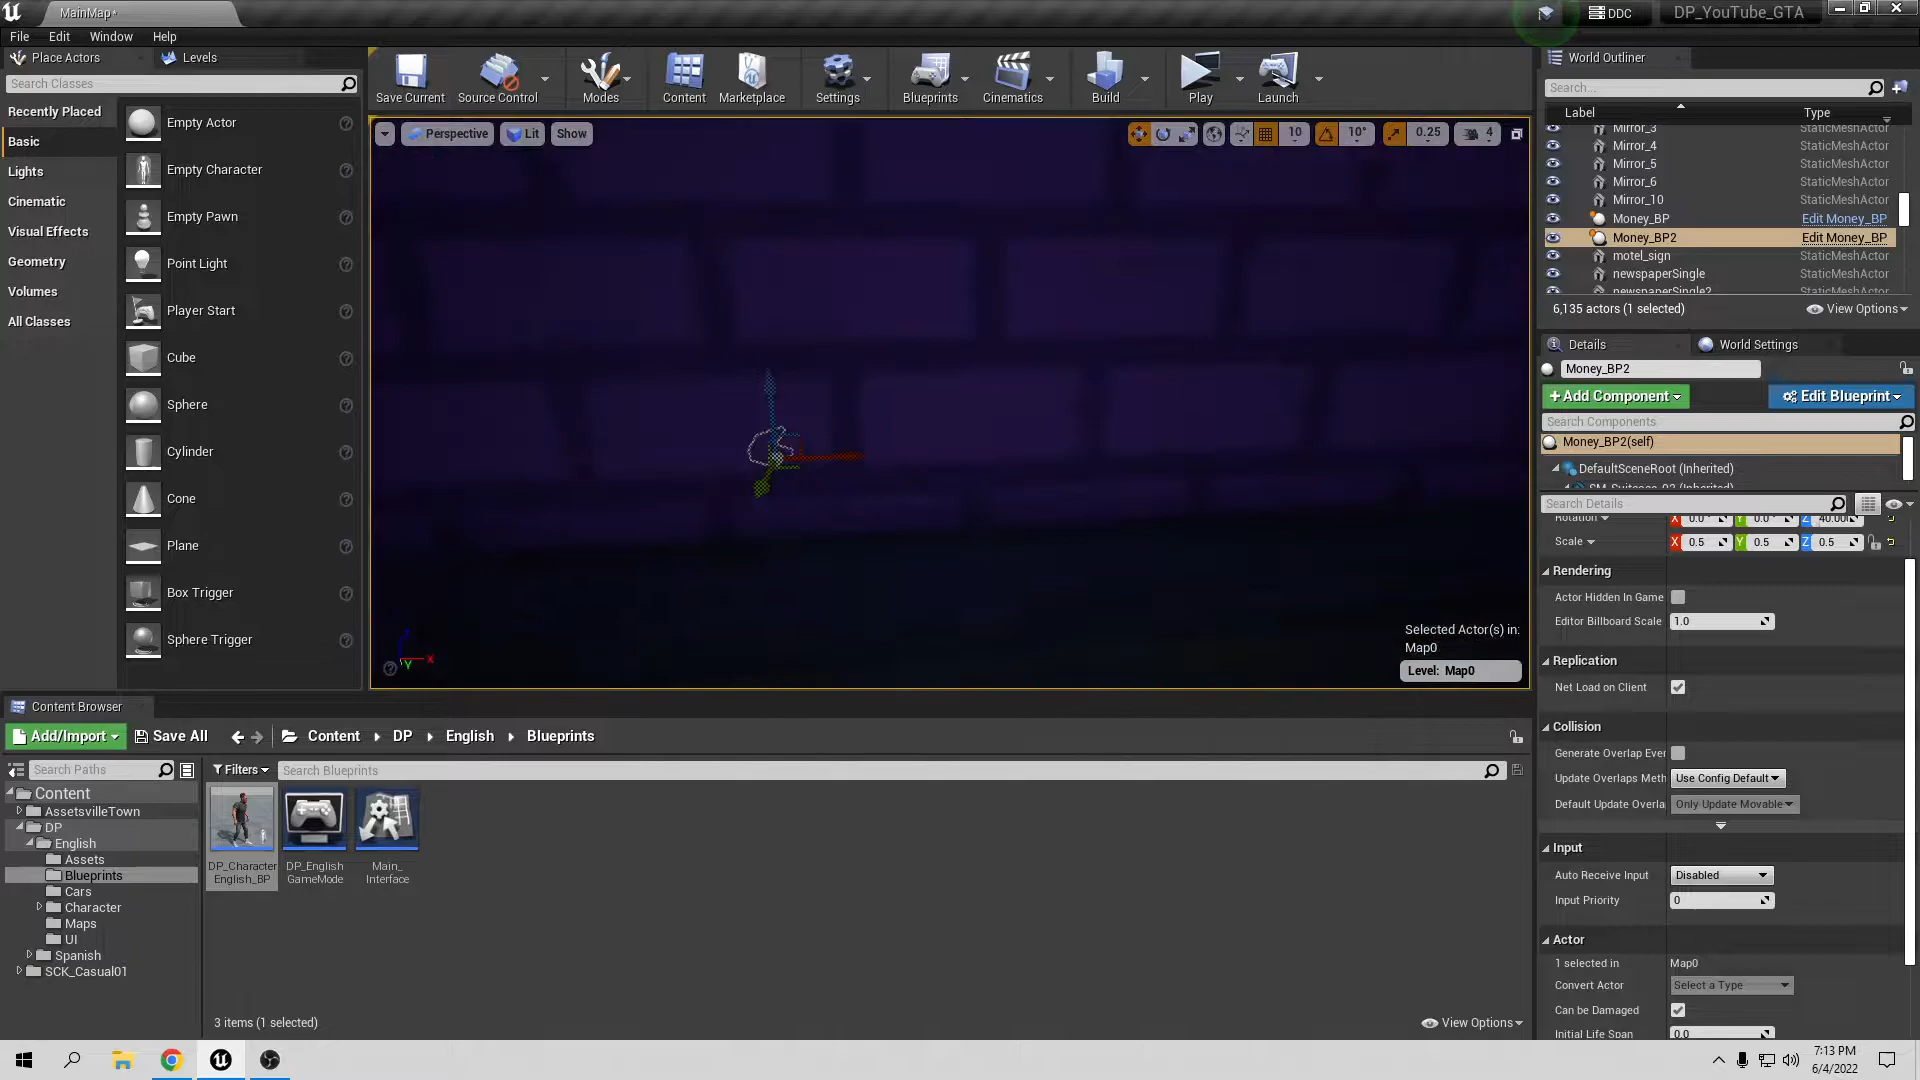 MainMap*
DDC
DP_YouTube_GTA
File
Edit
Window
Help
Place Actors
Levels
Search Classes
Recently Placed
Basic
Lights
Cinematic
Visual Effects
Geometry
Volumes
All Classes
Empty Actor
Empty Character
Empty Pawn
Point Light
Player Start
Cube
Sphere
Cylinder
Cone
Plane
Box Trigger
Sphere Trigger
Save Current
Source Control
Modes
Content
Marketplace
Settings
Blueprints
Cinematics
Build
Play
Launch
Perspective
Lit
Show
10
10°
0.25
4
X
Y
Selected Actor(s) in:
Map0
Level: Map0
World Outliner
Search...
Label
Type
Mirror_3 StaticMeshActor
Mirror_4 StaticMeshActor
Mirror_5 StaticMeshActor
Mirror_6 StaticMeshActor
Mirror_10 StaticMeshActor
Money_BP Edit Money_BP
Money_BP2 Edit Money_BP
motel_sign StaticMeshActor
newspaperSingle StaticMeshActor
newspaperSingle2
6,135 actors (1 selected)
View Options
Details
World Settings
Money_BP2
+Add Component
Edit Blueprint
Search Components
Money_BP2(self)
DefaultSceneRoot (Inherited)
SM_Suitcase_02 (Inherited)
Search Details
Rotation X 0.0° Y 0.0° Z
Scale X 0.5 Y 0.5 Z 0.5
Rendering
Actor Hidden In Game
Editor Billboard Scale 1.0
Replication
Net Load on Client
Collision
Generate Overlap Ever
Update Overlaps Meth Use Config Default
Default Update Overla Only Update Movable
Input
Auto Receive Input Disabled
Input Priority 0
Actor
1 selected in Map0
Convert Actor Select a Type
Can be Damaged
Initial Life Span 0.0
Content Browser
Add/Import
Save All
Content
DP
English
Blueprints
Search Paths
Filters
Search Blueprints
Content
AssetsvilleTown
DP
English
Assets
Blueprints
Cars
Character
Maps
UI
Spanish
SCK_Casual01
DP_Character
English_BP
DP_English
GameMode
Main_
Interface
3 items (1 selected)
View Options
7:13 PM
6/4/2022